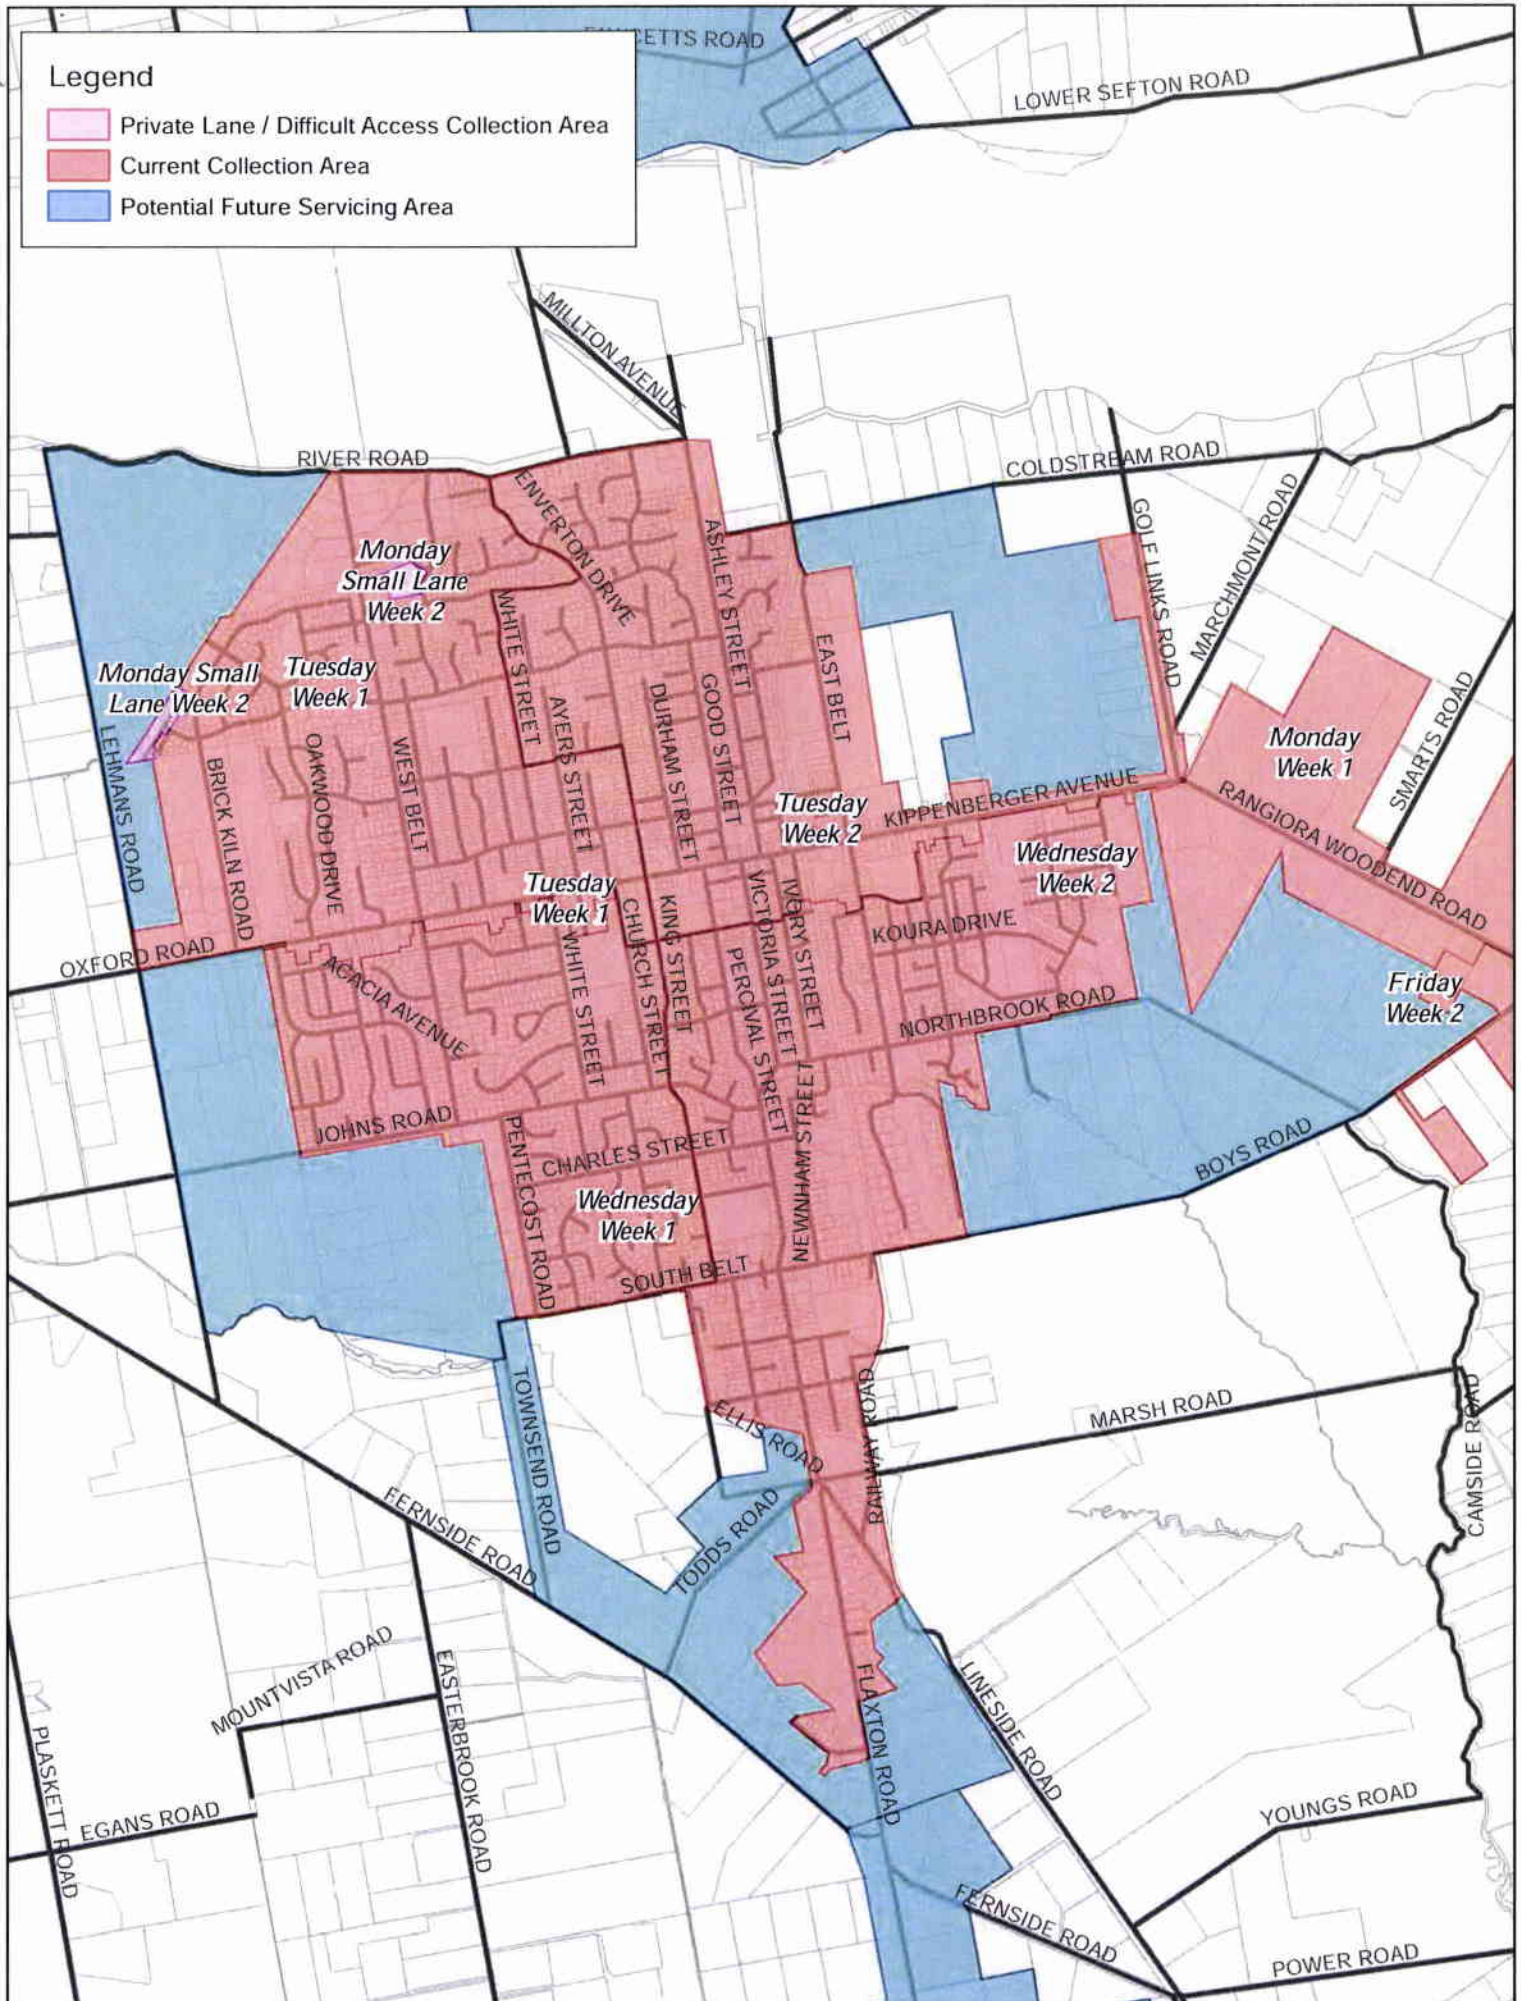 FAWCETTS ROAD
Legend
Private Lane / Difficult Access Collection Area
Current Collection Area
Potential Future Servicing Area
LOWER SEFTON ROAD
MILLTON AVENUE
RIVER ROAD
COLDSTREAM ROAD
ENVERTON DRIVE
ASHLEY STREET
GOLF LINKS ROAD
MARCHMONT ROAD
Monday
Small Lane
Week 2
WHITE STREET
EAST BELT
Monday Small
Lane Week 2
Tuesday
Week 1
AYERS STREET
DURHAM STREET
GOOD STREET
SMARTS ROAD
LEHMANS ROAD
BRICK KILN ROAD
OAKWOOD DRIVE
WEST BELT
Monday
Week 1
Tuesday
Week 2
KIPPENBERGER AVENUE
RANGIORA WOODEND ROAD
Wednesday
Week 2
Tuesday
Week 1
CHURCH STREET
KING STREET
VICTORIA STREET
IVORY STREET
KOURA DRIVE
OXFORD ROAD
ACACIA AVENUE
WHITE STREET
PERCIVAL STREET
NORTHBROOK ROAD
Friday
Week 2
JOHNS ROAD
PENTECOST ROAD
CHARLES STREET
NEWNHAM STREET
BOYS ROAD
Wednesday
Week 1
SOUTH BELT
TOWNSEND ROAD
ELLIS ROAD
RAILWAY ROAD
MARSH ROAD
CAMSIDE ROAD
FERNSIDE ROAD
TODDS ROAD
MOUNTVISTA ROAD
EASTERBROOK ROAD
FLAXTON ROAD
LINESIDE ROAD
PLASKETT ROAD
EGANS ROAD
YOUNGS ROAD
FERNSIDE ROAD
POWER ROAD